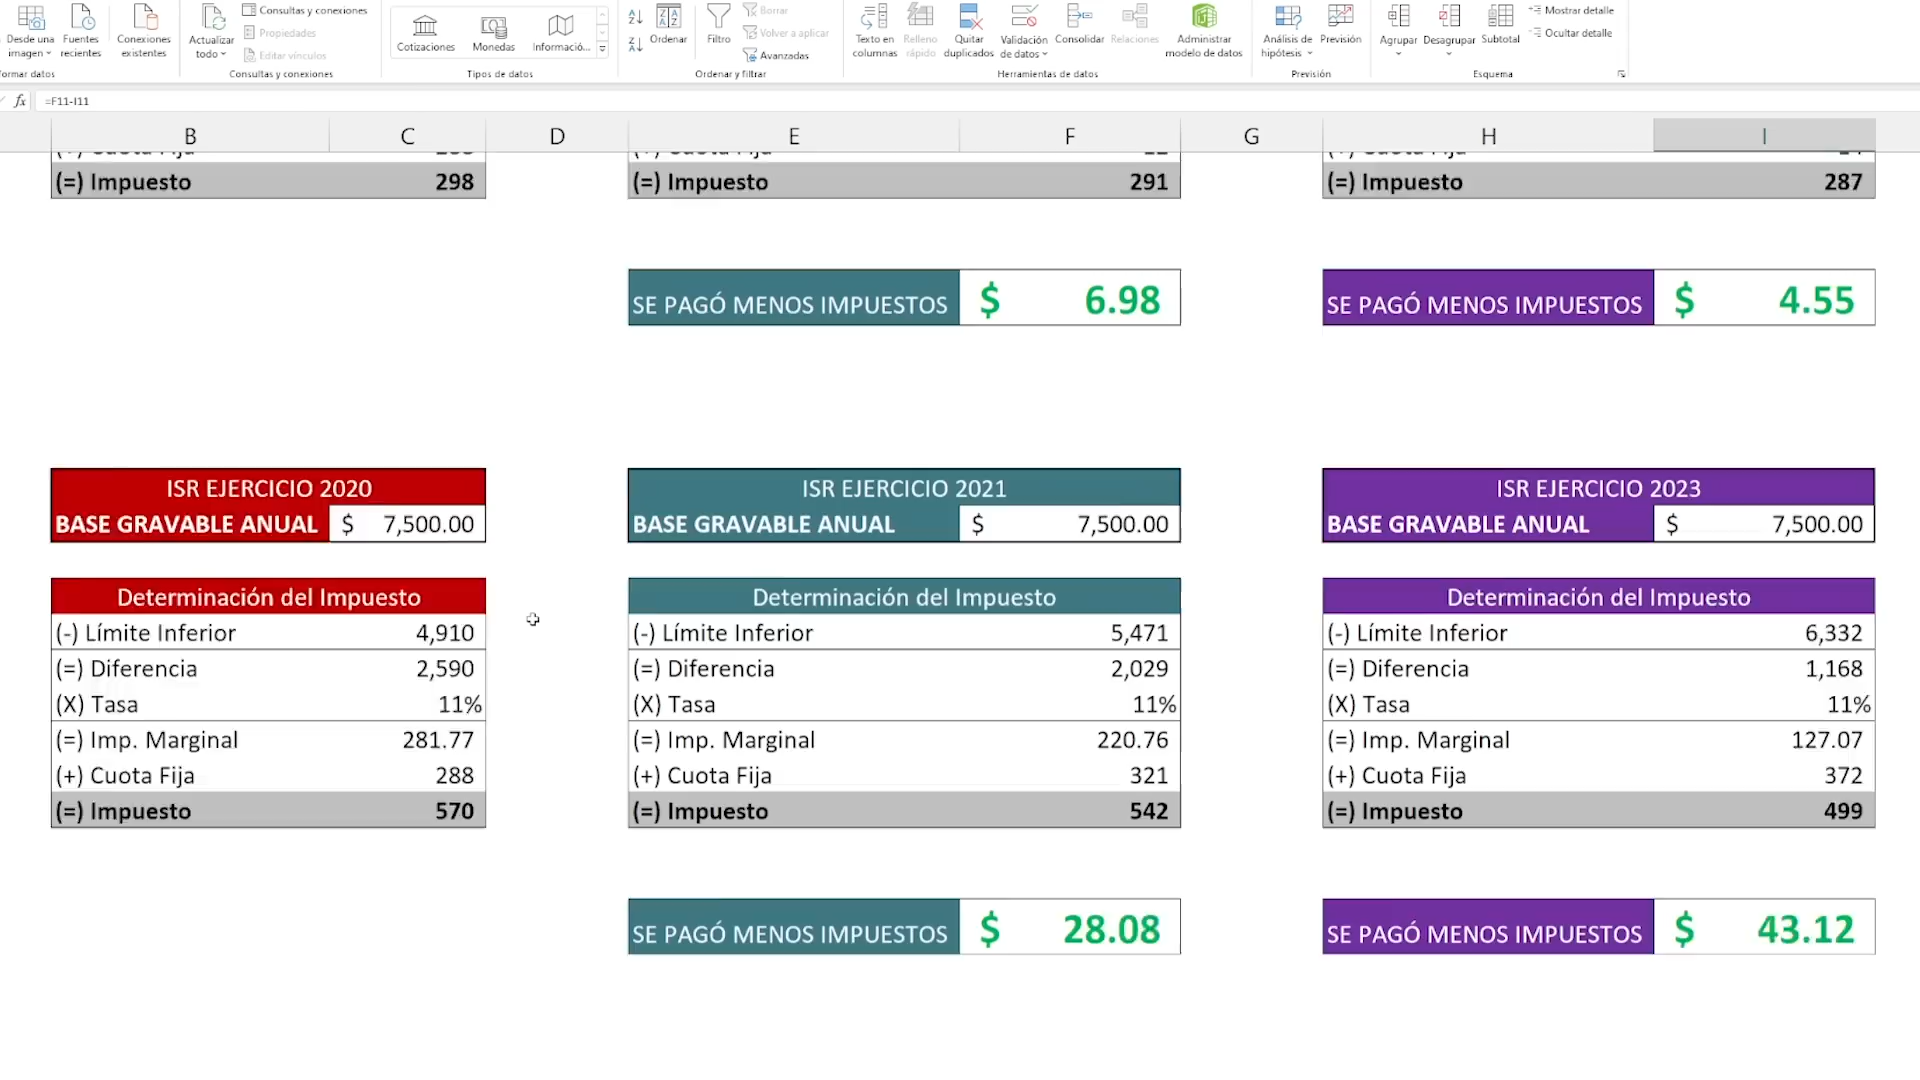 Desde una imagen
Fuentes recientes
Conexiones existentes
Actualizar todo
Consultas y conexiones
Propiedades
Editar vínculos
Cotizaciones
Monedas
Informació...
Ordenar
Filtro
Borrar
Volver a aplicar
Avanzadas
Texto en columnas
Relleno rápido
Quitar duplicados
Validación de datos
Consolidar
Relaciones
Administrar modelo de datos
Análisis de hipótesis
Previsión
Agrupar
Desagrupar
Subtotal
Mostrar detalle
Ocultar detalle
ormar datos
Consultas y conexiones
Tipos de datos
Ordenar y filtrar
Herramientas de datos
Previsión
Esquema
fx =F11-I11
B C D E F G H I
(=) Impuesto 298
(=) Impuesto 291
(=) Impuesto 287
SE PAGÓ MENOS IMPUESTOS $ 6.98
SE PAGÓ MENOS IMPUESTOS $ 4.55
ISR EJERCICIO 2020
BASE GRAVABLE ANUAL $ 7,500.00
Determinación del Impuesto
(-) Límite Inferior 4,910
(=) Diferencia 2,590
(X) Tasa 11%
(=) Imp. Marginal 281.77
(+) Cuota Fija 288
(=) Impuesto 570
ISR EJERCICIO 2021
BASE GRAVABLE ANUAL $ 7,500.00
Determinación del Impuesto
(-) Límite Inferior 5,471
(=) Diferencia 2,029
(X) Tasa 11%
(=) Imp. Marginal 220.76
(+) Cuota Fija 321
(=) Impuesto 542
SE PAGÓ MENOS IMPUESTOS $ 28.08
ISR EJERCICIO 2023
BASE GRAVABLE ANUAL $ 7,500.00
Determinación del Impuesto
(-) Límite Inferior 6,332
(=) Diferencia 1,168
(X) Tasa 11%
(=) Imp. Marginal 127.07
(+) Cuota Fija 372
(=) Impuesto 499
SE PAGÓ MENOS IMPUESTOS $ 43.12